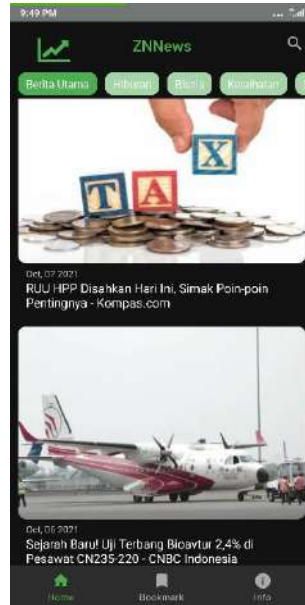 9:49 PM
ZNNews
Berita Utama Hiburan Bisnis Kesehatan
T A X
Oct, 07 2021
RUU HPP Disahkan Hari Ini, Simak Poin-poin
Pentingnya - Kompas.com
Oct, 06 2021
Sejarah Baru! Uji Terbang Bioavtur 2,4% di
Pesawat CN235-220 - CNBC Indonesia
Home Bookmark Info